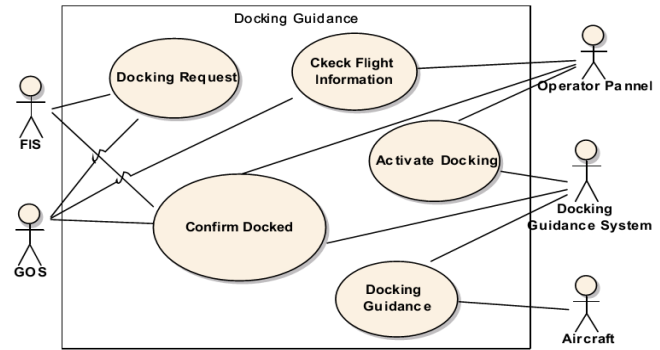 Docking Guidance
Docking Request
Ckeck Flight
Information
Operator Pannel
FIS
Activate Docking
Confirm Docked
Docking
Guidance System
GOS
Docking
Guidance
Aircraft